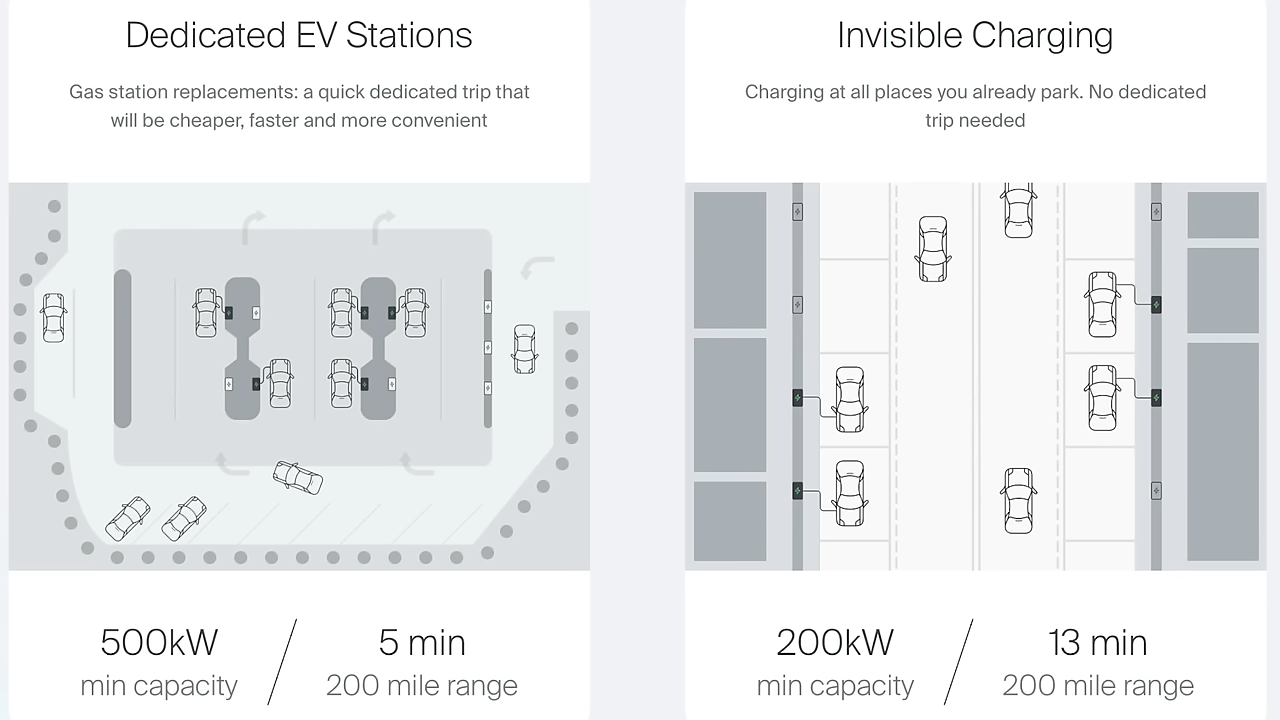 Dedicated EV Stations
Gas station replacements: a quick dedicated trip that
will be cheaper, faster and more convenient
500kW
min capacity
5 min
200 mile range
Invisible Charging
Charging at all places you already park. No dedicated
trip needed
200kW
min capacity
13 min
200 mile range